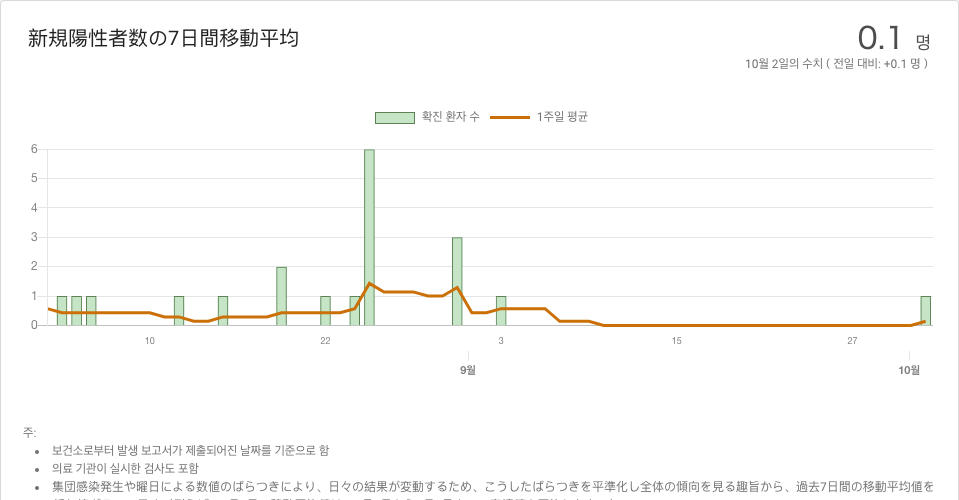 新規陽性者数の7日間移動平均
0.1 名
10월 2일의 수치 ( 전일 대비: +0.1 명 )
확진 환자 수
1주일 평균
6
5
4
3
2
1
0
10 22 3 15 27
9월 10월
주:
보건소로부터 발생 보고서가 제출되어진 날짜를 기준으로 함
의료 기관이 실시한 검사도 포함
集団感染発生や曜日による数値のばらつきにより、日々の結果が変動するため、こうしたばらつきを平準化し全体の傾向を見る趣旨から、過去7日間の移動平均値を